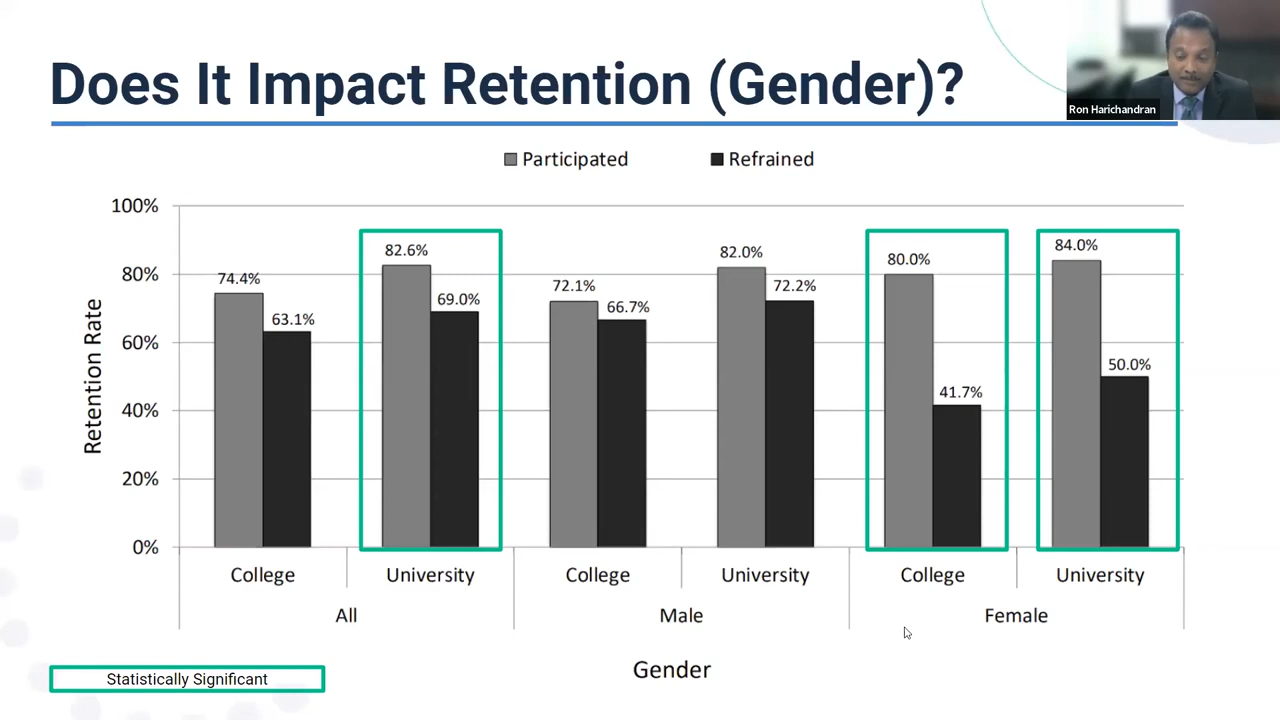 Does It Impact Retention (Gender)?
Ron Harichandran
Participated Refrained
Retention Rate
100%
80%
60%
40%
20%
0%
74.4%
63.1%
82.6%
69.0%
72.1%
66.7%
82.0%
72.2%
80.0%
41.7%
84.0%
50.0%
College University College University College University
All Male Female
Gender
Statistically Significant